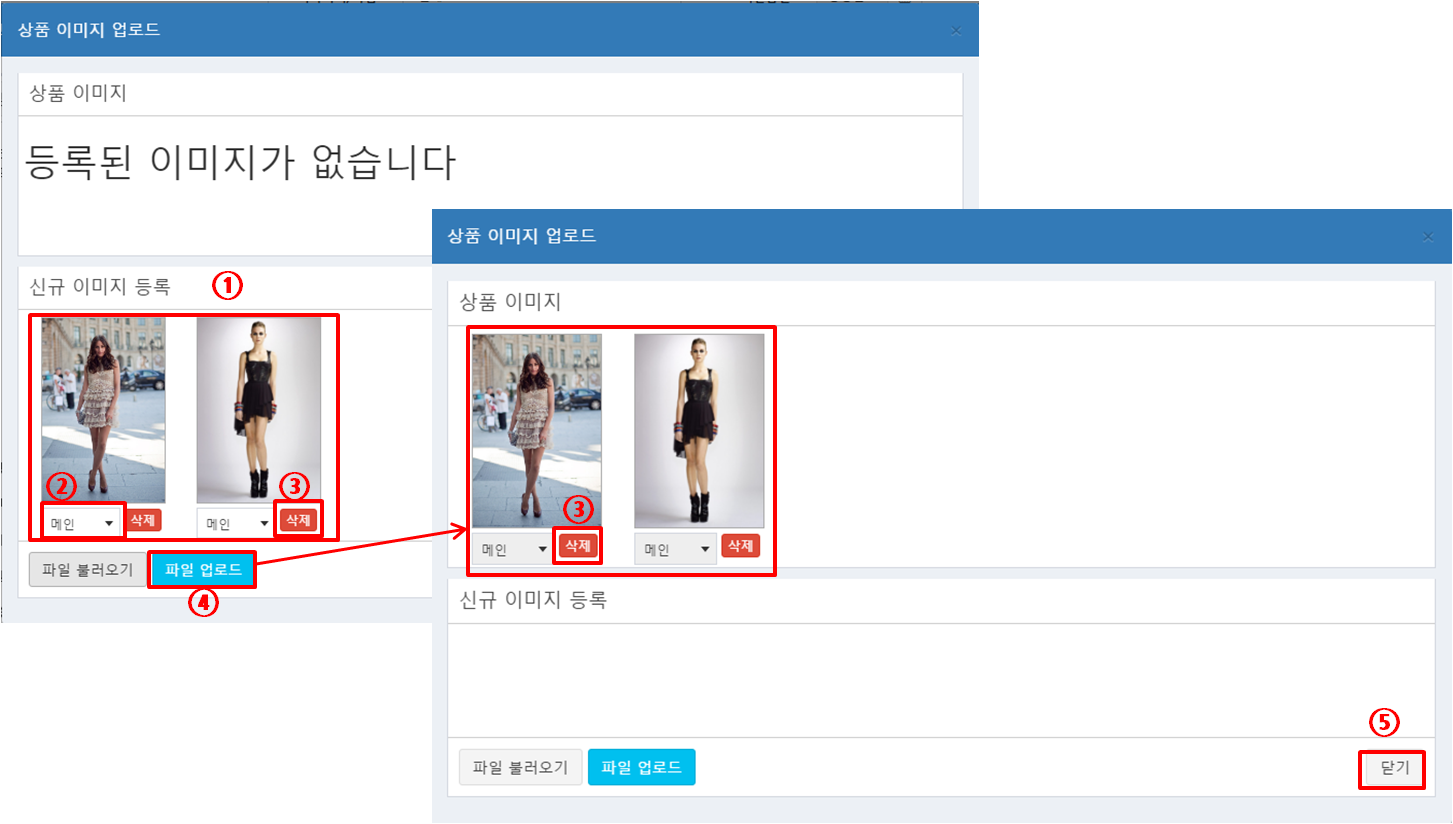 상품 이미지 업로드
×
상품 이미지
등록된 이미지가 없습니다
신규 이미지 등록 ①
②
③
메인 삭제
메인 삭제
파일 불러오기 파일 업로드
④
상품 이미지 업로드
×
상품 이미지
③
메인 삭제
메인 삭제
신규 이미지 등록
⑤
파일 불러오기 파일 업로드
닫기